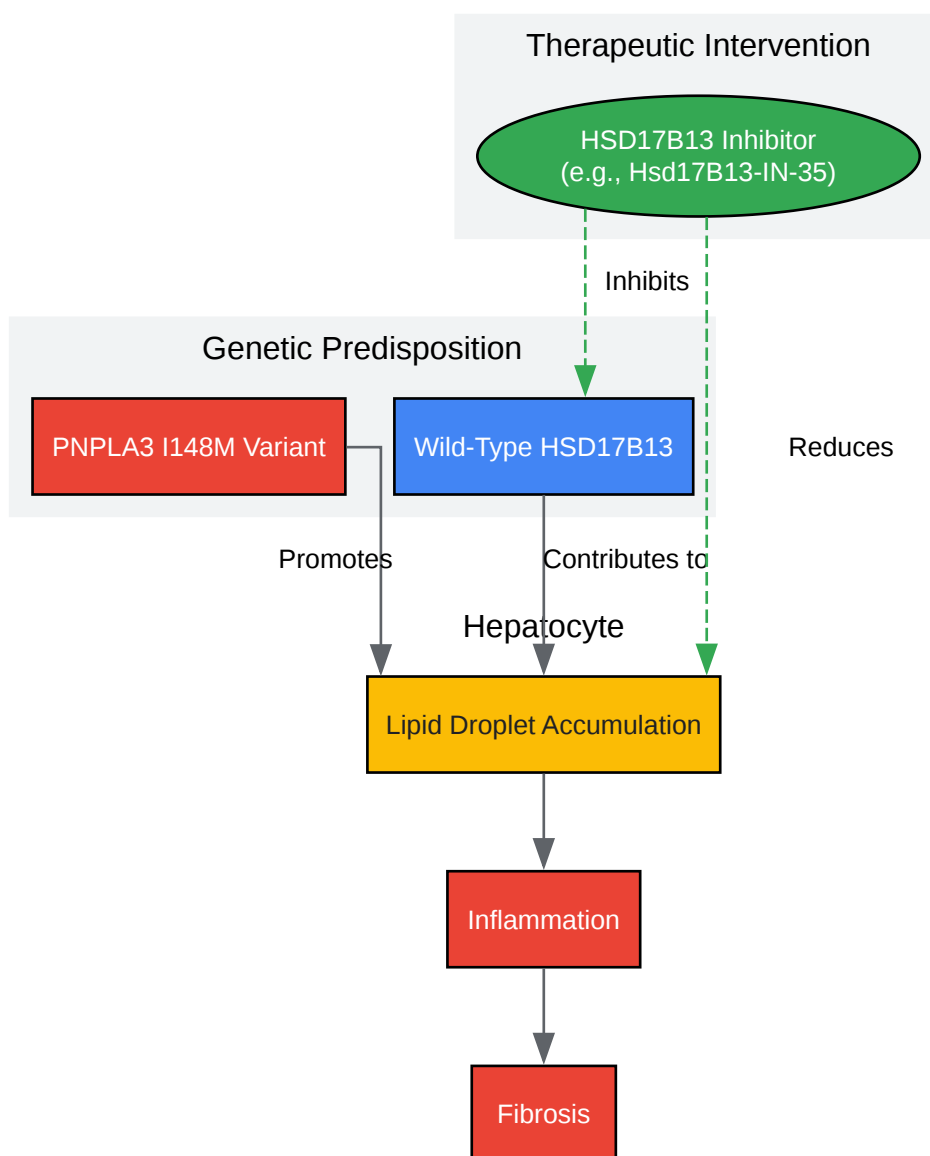 Therapeutic Intervention
HSD17B13 Inhibitor
(e.g., Hsd17B13-IN-35)
Inhibits
Genetic Predisposition
PNPLA3 I148M Variant
Wild-Type HSD17B13
Reduces
Promotes
Contributes to
Hepatocyte
Lipid Droplet Accumulation
Inflammation
Fibrosis